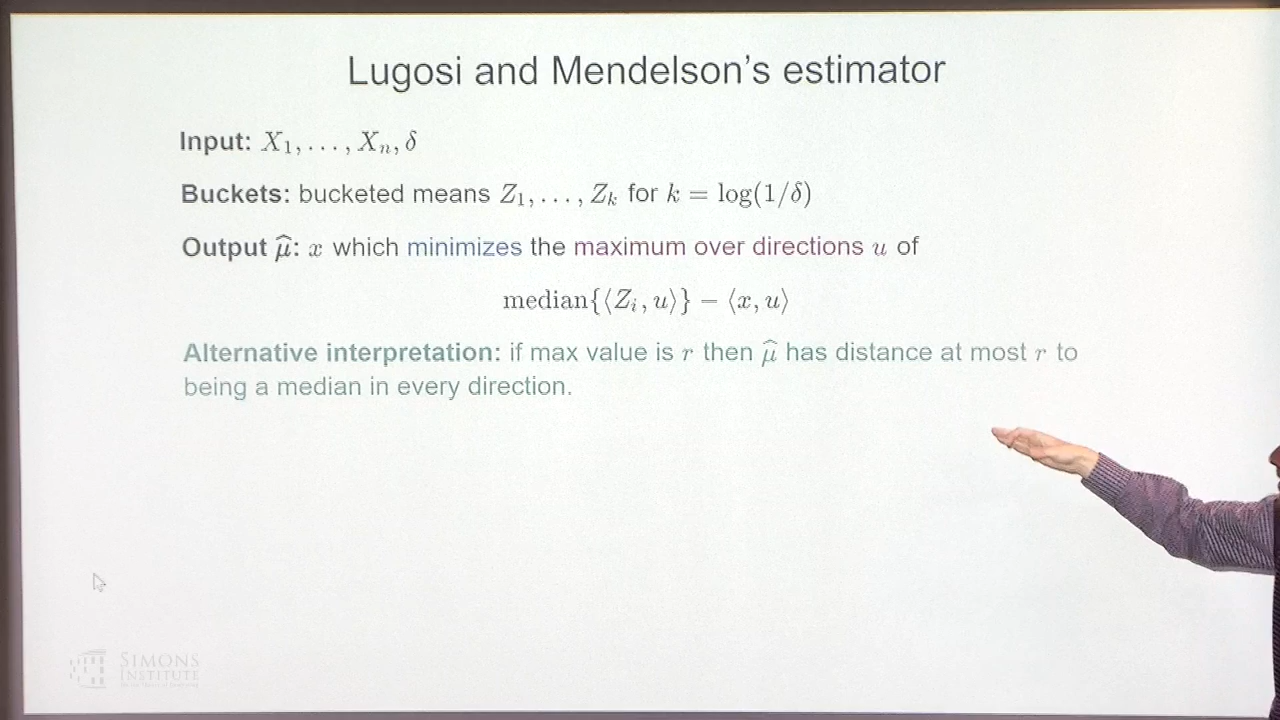 Lugosi and Mendelson's estimator
Input: X₁, . . . , Xₙ, δ
Buckets: bucketed means Z₁, . . . , Zₖ for k = log(1/δ)
Output μ̂: x which minimizes the maximum over directions u of
median{⟨Zᵢ, u⟩} − ⟨x, u⟩
Alternative interpretation: if max value is r then μ̂ has distance at most r to
being a median in every direction.
SIMONS
INSTITUTE